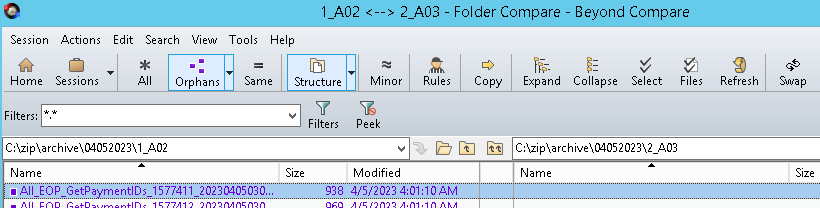 1_A02 <--> 2_A03 - Folder Compare - Beyond Compare
Session Actions Edit Search View Tools Help
Home Sessions All Orphans Same Structure Minor Rules Copy Expand Collapse Select Files Refresh Swap
Filters: *.* Filters Peek
C:\zip\archive\04052023\1_A02 C:\zip\archive\04052023\2_A03
Name Size Modified Name Size
All_EOP_GetPaymentIDs_1577411_20230405030... 938 4/5/2023 4:01:10 AM
All_EOP_GetPaymentIDs_1577412_20230405030... 969 4/5/2023 4:01:10 AM